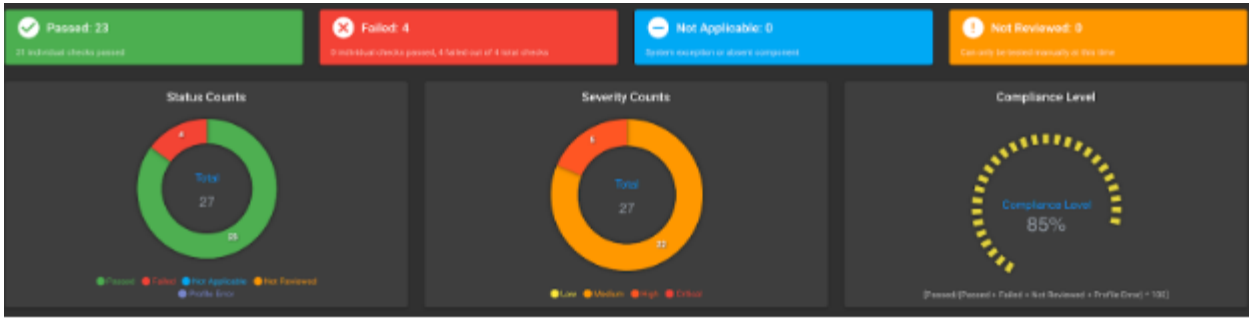 Passed: 23
31 individual checks passed
Failed: 4
0 individual checks passed, 4 failed out of 4 total checks
Not Applicable: 0
System exception or absent component
Not Reviewed: 0
Can only be tested manually at this time
Status Counts
4
Total
27
23
Passed Failed Not Applicable Not Reviewed
Profile Error
Severity Counts
5
Total
27
22
Low Medium High Critical
Compliance Level
Compliance Level
85%
[Passed/(Passed + Failed + Not Reviewed + Profile Error) * 100]